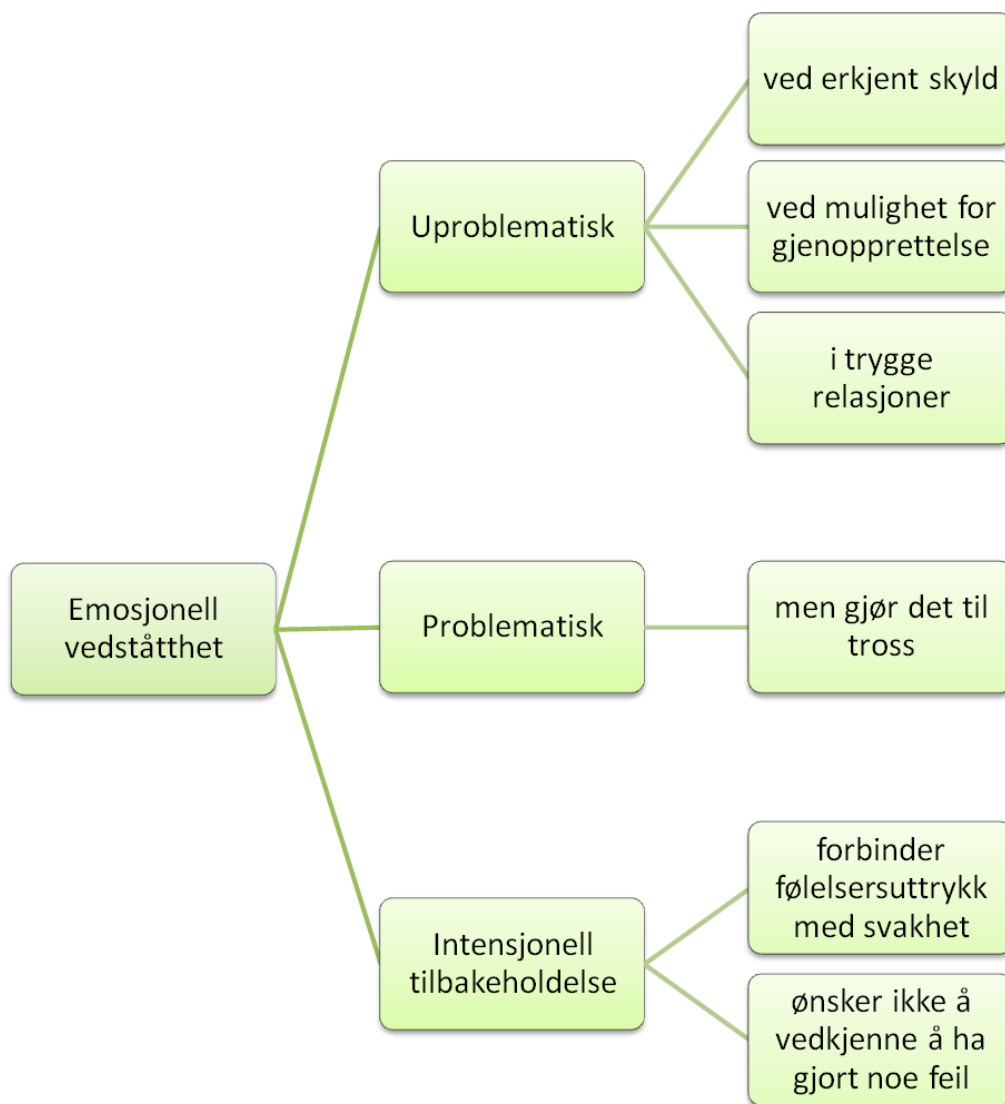 ved erkjent skyld
Uproblematisk
ved mulighet for
gjenopprettelse
i trygge
relasjoner
Emosjonell
vedståtthet
Problematisk
men gjør det til
tross
Intensjonell
tilbakeholdelse
forbinder
følelsersuttrykk
med svakhet
ønsker ikke å
vedkjenne å ha
gjort noe feil